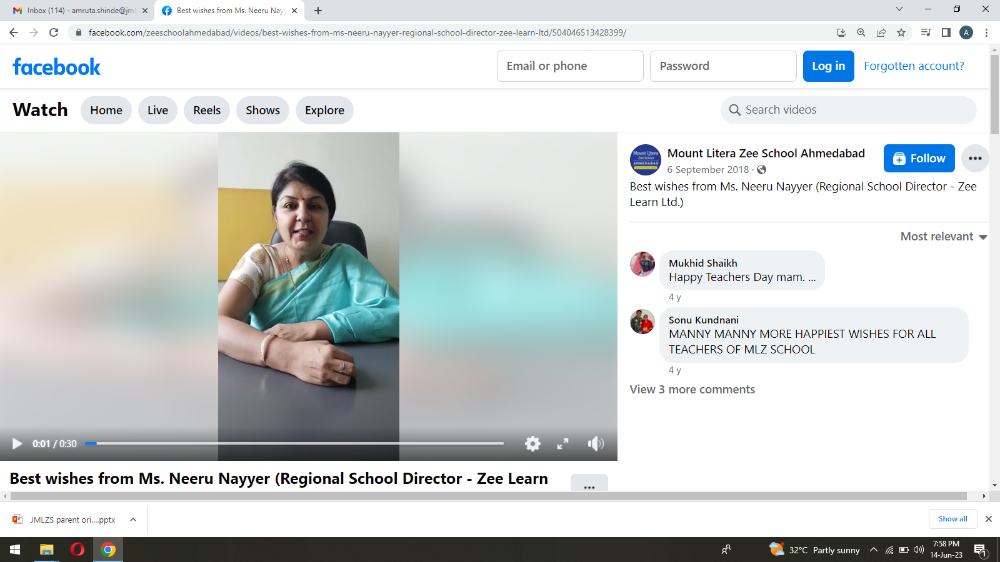 Inbox (114) - amruta.shinde@jml
Best wishes from Ms. Neeru Nayy
facebook.com/zeeschoolahmedabad/videos/best-wishes-from-ms-neeru-nayyer-regional-school-director-zee-learn-ltd/504046513428399/
A
facebook
Email or phone
Password
Log in
Forgotten account?
Watch
Home
Live
Reels
Shows
Explore
Search videos
Mount Litera
Zee School
AHMEDABAD
Mount Litera Zee School Ahmedabad
6 September 2018 ·
Follow
Best wishes from Ms. Neeru Nayyer (Regional School Director - Zee
Learn Ltd.)
Most relevant
Mukhid Shaikh
Happy Teachers Day mam. ...
4 y
Sonu Kundnani
MANNY MANNY MORE HAPPIEST WISHES FOR ALL
TEACHERS OF MLZ SCHOOL
4 y
View 3 more comments
0:01 / 0:30
Best wishes from Ms. Neeru Nayyer (Regional School Director - Zee Learn
JMLZS parent ori....pptx
Show all
32°C Partly sunny
7:58 PM
14-Jun-23
1